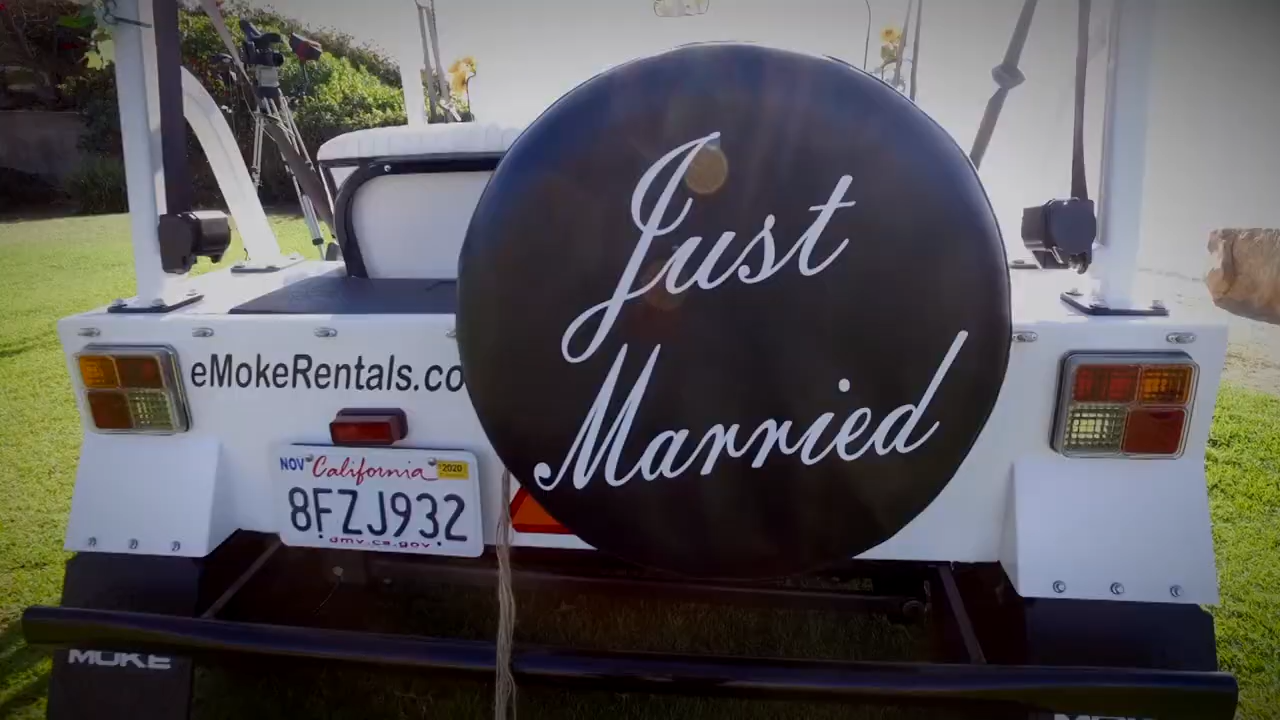 Just
Married
eMokeRentals.co
NOV California 2020
8FZJ932
dmv.ca.gov
MOKE